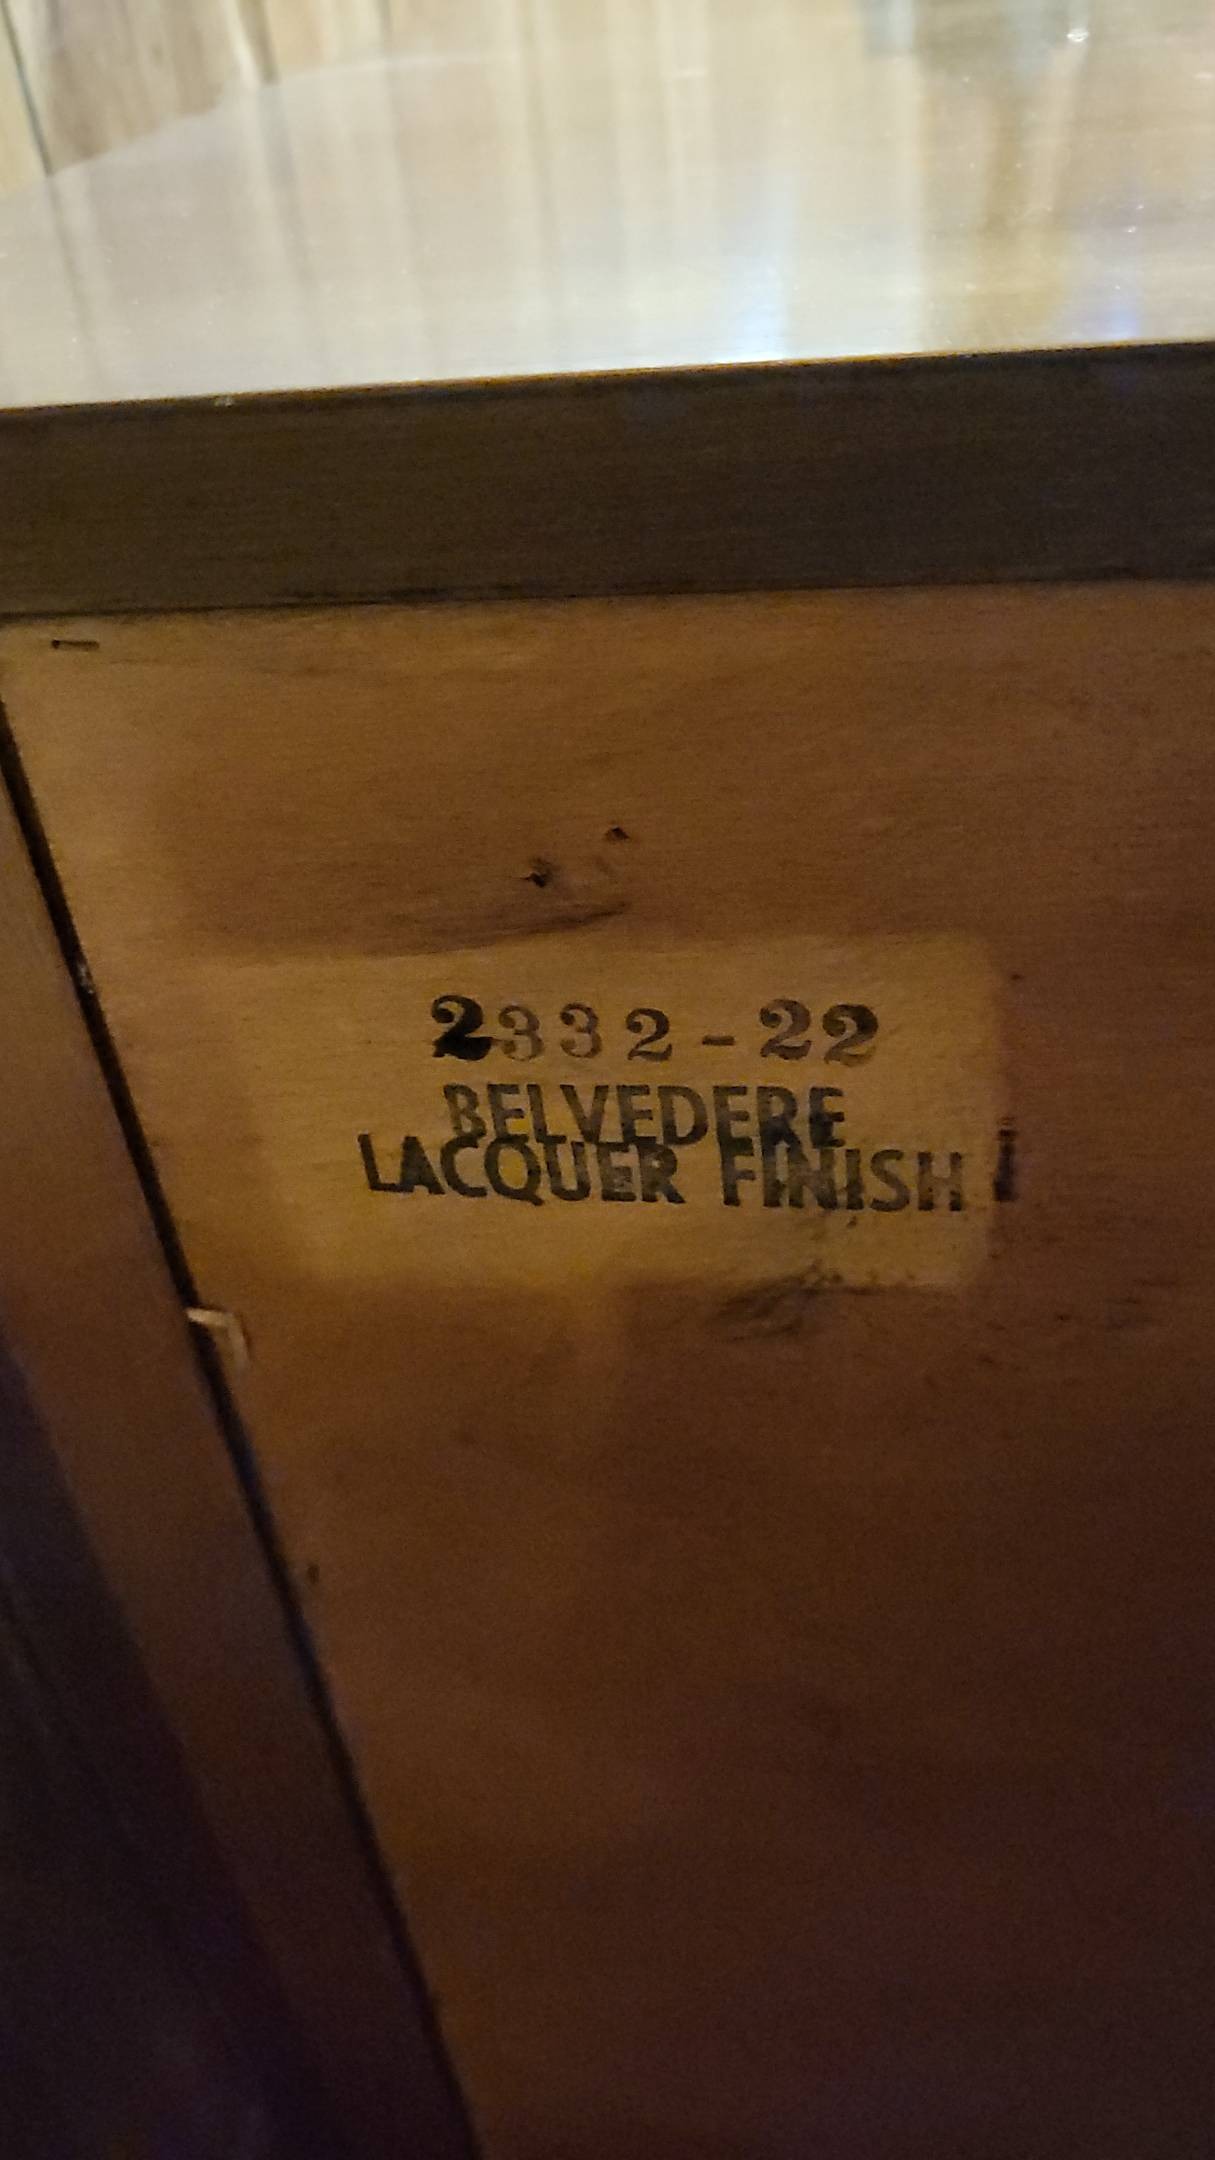 2332-22
BELVEDERE
LACQUER FINISH